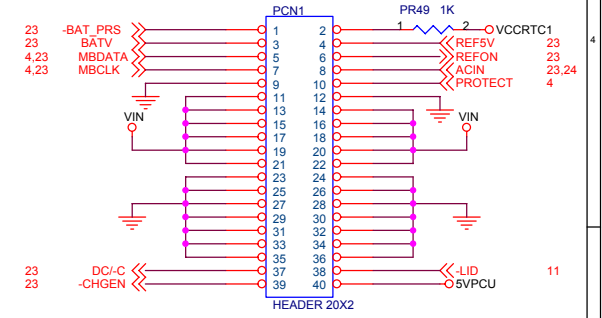 PCN1
PR49 1K
23 -BAT_PRS 1 2 1 2 VCCRTC1
23 BATV 3 4 REF5V 23
4,23 MBDATA 5 6 REFON 23
4,23 MBCLK 7 8 ACIN 23,24
9 10 PROTECT 4
11 12
13 14
VIN 15 16 VIN
17 18
19 20
21 22
23 24
25 26
27 28
29 30
31 32
33 34
35 36
23 DC/-C 37 38 -LID 11
23 -CHGEN 39 40 5VPCU
HEADER 20X2
4